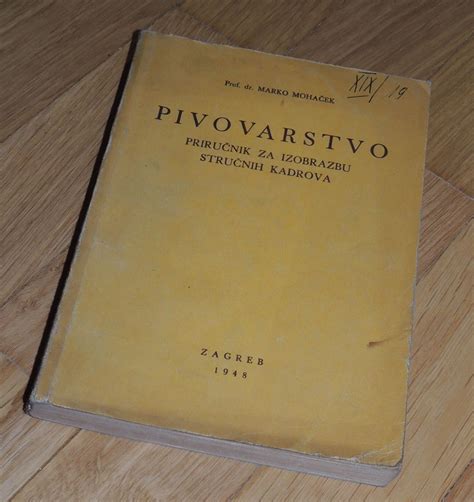 Prof. dr. MARKO MOHAČEK
XIX/19
PIVOVARSTVO
PRIRUČNIK ZA IZOBRAZBU
STRUČNIH KADROVA
ZAGREB
1948